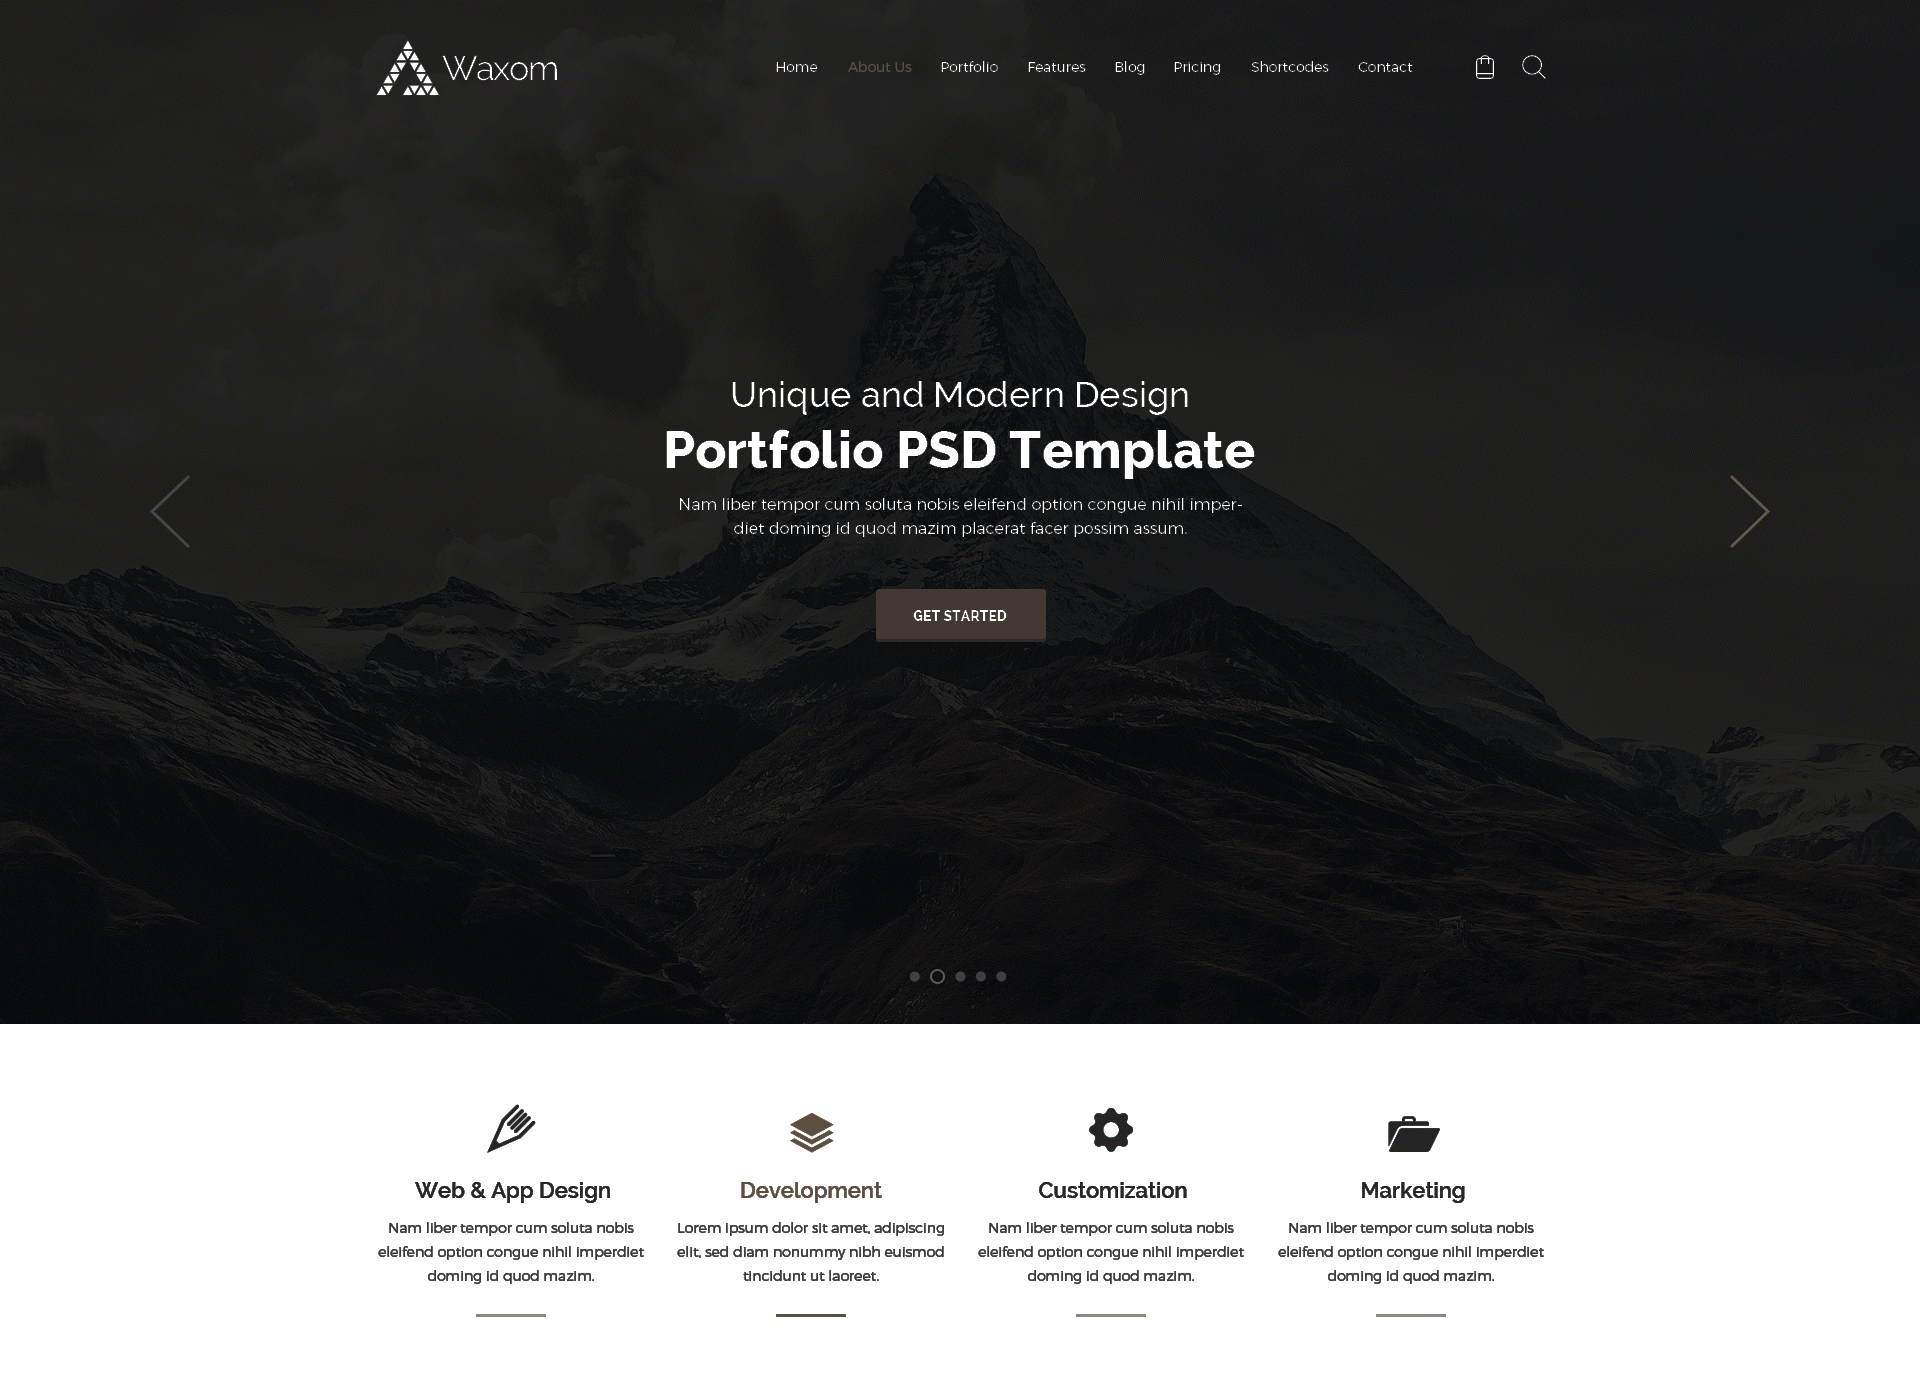 Waxom
Home About Us Portfolio Features Blog Pricing Shortcodes Contact
Unique and Modern Design
Portfolio PSD Template
Nam liber tempor cum soluta nobis eleifend option congue nihil imper-
diet doming id quod mazim placerat facer possim assum.
GET STARTED
Web & App Design
Nam liber tempor cum soluta nobis
eleifend option congue nihil imperdiet
doming id quod mazim.
Development
Lorem ipsum dolor sit amet, adipiscing
elit, sed diam nonummy nibh euismod
tincidunt ut laoreet.
Customization
Nam liber tempor cum soluta nobis
eleifend option congue nihil imperdiet
doming id quod mazim.
Marketing
Nam liber tempor cum soluta nobis
eleifend option congue nihil imperdiet
doming id quod mazim.